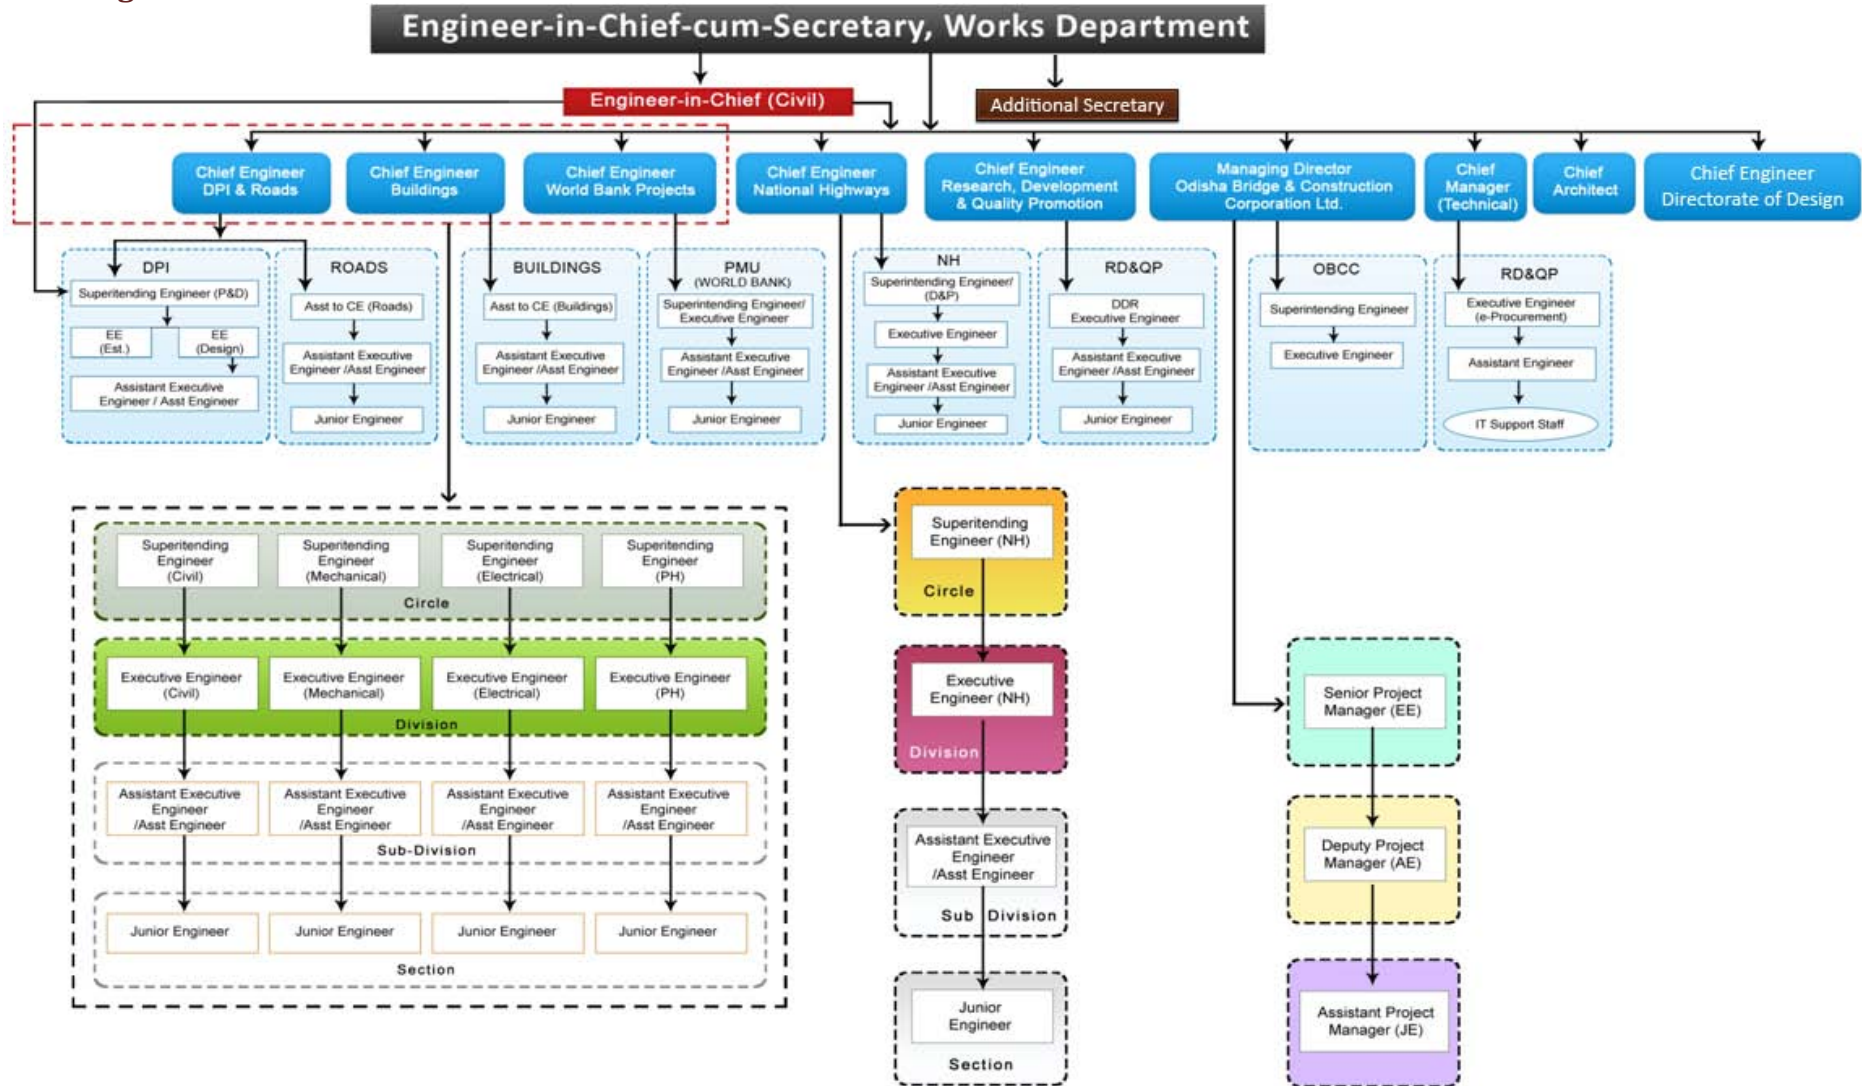 Engineer-in-Chief-cum-Secretary, Works Department
Engineer-in-Chief (Civil)
Additional Secretary
Chief Engineer
DPI & Roads
Chief Engineer
Buildings
Chief Engineer
World Bank Projects
Chief Engineer
National Highways
Chief Engineer
Research, Development
& Quality Promotion
Managing Director
Odisha Bridge & Construction
Corporation Ltd.
Chief
Manager
(Technical)
Chief
Architect
Chief Engineer
Directorate of Design
DPI
Superitending Engineer (P&D)
EE
(Est.)
EE
(Design)
Assistant Executive
Engineer / Asst Engineer
ROADS
Asst to CE (Roads)
Assistant Executive
Engineer /Asst Engineer
Junior Engineer
BUILDINGS
Asst to CE (Buildings)
Assistant Executive
Engineer /Asst Engineer
Junior Engineer
PMU
(WORLD BANK)
Superintending Engineer/
Executive Engineer
Assistant Executive
Engineer /Asst Engineer
Junior Engineer
NH
Superintending Engineer/
(D&P)
Executive Engineer
Assistant Executive
Engineer /Asst Engineer
Junior Engineer
RD&QP
DDR
Executive Engineer
Assistant Executive
Engineer /Asst Engineer
Junior Engineer
OBCC
Superintending Engineer
Executive Engineer
RD&QP
Executive Engineer
(e-Procurement)
Assistant Engineer
IT Support Staff
Superitending
Engineer
(Civil)
Superitending
Engineer
(Mechanical)
Superitending
Engineer
(Electrical)
Superitending
Engineer
(PH)
Circle
Executive Engineer
(Civil)
Executive Engineer
(Mechanical)
Executive Engineer
(Electrical)
Executive Engineer
(PH)
Division
Assistant Executive
Engineer
/Asst Engineer
Assistant Executive
Engineer
/Asst Engineer
Assistant Executive
Engineer
/Asst Engineer
Assistant Executive
Engineer
/Asst Engineer
Sub-Division
Junior Engineer
Junior Engineer
Junior Engineer
Junior Engineer
Section
Superitending
Engineer (NH)
Circle
Executive
Engineer (NH)
Division
Assistant Executive
Engineer
/Asst Engineer
Sub Division
Junior
Engineer
Section
Senior Project
Manager (EE)
Deputy Project
Manager (AE)
Assistant Project
Manager (JE)